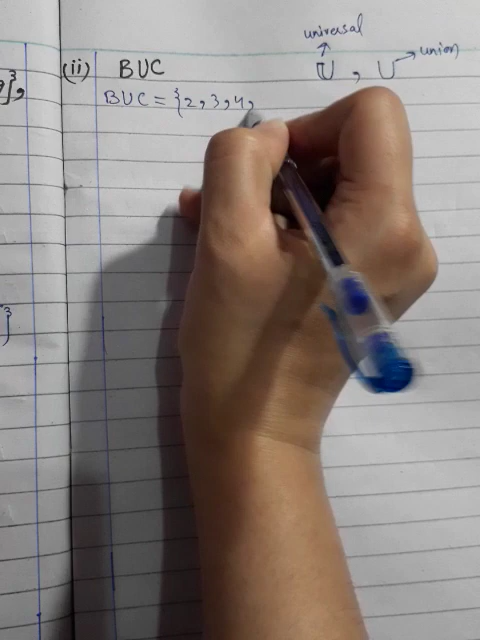 universal
U , U → union
(ii) BUC
BUC = {2,3,4,